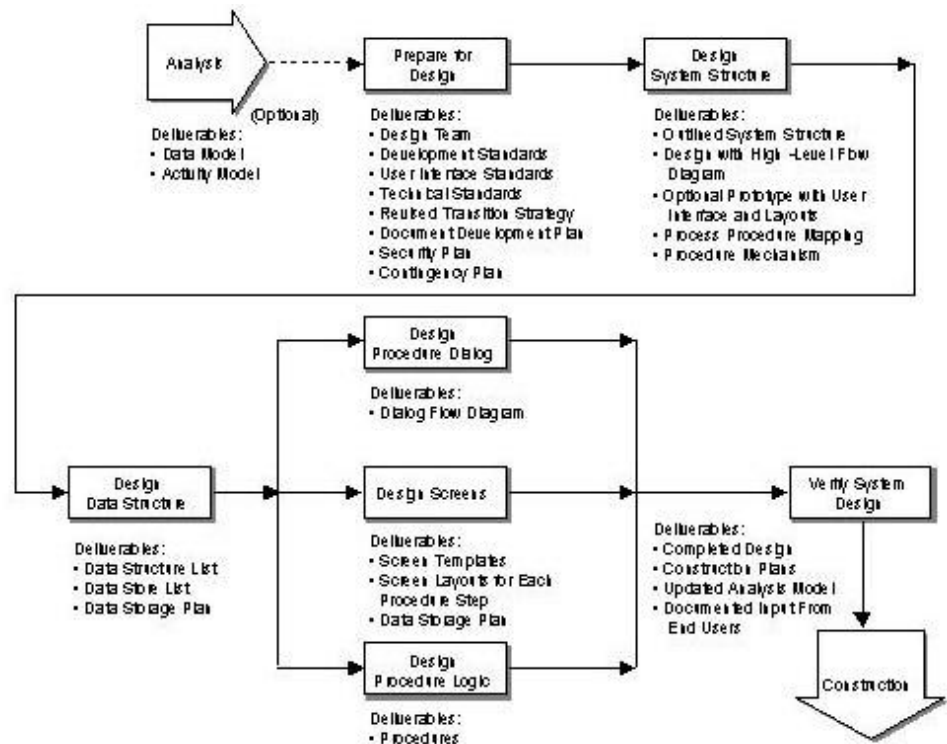 Analysis
(Optional)
Deliverables:
• Data Model
• Activity Model
Prepare for
Design
Deliverables:
• Design Team
• Development Standards
• User Interface Standards
• Technical Standards
• Revised Transition Strategy
• Document Development Plan
• Security Plan
• Contingency Plan
Design
System Structure
Deliverables:
• Outlined System Structure
• Design with High-Level Flow
Diagram
• Optional Prototype with User
Interface and Layouts
• Process Procedure Mapping
• Procedure Mechanism
Design
Data Structure
Deliverables:
• Data Structure List
• Data Store List
• Data Storage Plan
Design
Procedure Dialog
Deliverables:
• Dialog Flow Diagram
Design Screens
Deliverables:
• Screen Templates
• Screen Layouts for Each
Procedure Step
• Data Storage Plan
Design
Procedure Logic
Deliverables:
• Procedures
Verify System
Design
Deliverables:
• Completed Design
• Construction Plans
• Updated Analysis Model
• Documented Input From
End Users
Construction